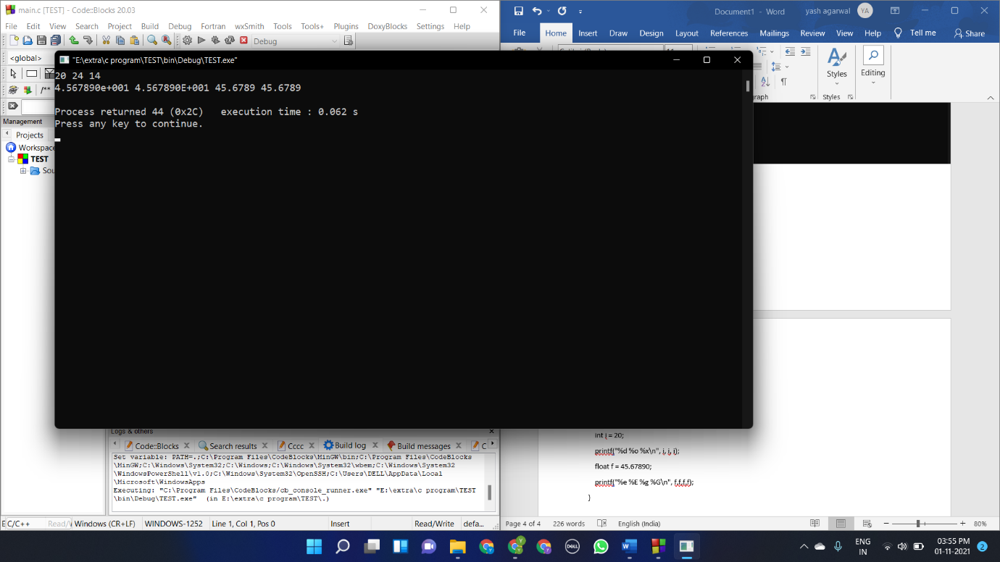 main.c [TEST] - Code::Blocks 20.03
File Edit View Search Project Build Debug Fortran wxSmith Tools Tools+ Plugins DoxyBlocks Settings Help
Debug
<global>
/**
Management
Projects
Workspace
TEST
Sou
"E:\extra\c program\TEST\bin\Debug\TEST.exe"
20 24 14
4.567890e+001 4.567890E+001 45.6789 45.6789
Process returned 44 (0x2C) execution time : 0.062 s
Press any key to continue.
Logs & others
Code::Blocks Search results Cccc Build log Build messages C
Set variable: PATH=.;C:\Program Files\CodeBlocks\MinGW\bin;C:\Program Files\CodeBlocks
\MinGW;C:\Windows\System32;C:\Windows;C:\Windows\System32\wbem;C:\Windows\System32
\WindowsPowerShell\v1.0;C:\Windows\System32\OpenSSH;C:\Users\DELL\AppData\Local
\Microsoft\WindowsApps
Executing: "C:\Program Files\CodeBlocks/cb_console_runner.exe" "E:\extra\c program\TEST
\bin\Debug\TEST.exe" (in E:\extra\c program\TEST\.)
C/C++ Windows (CR+LF) WINDOWS-1252 Line 1, Col 1, Pos 0 Insert Read/Write defa...
Document1 - Word yash agarwal YA
File Home Insert Draw Design Layout References Mailings Review View Help Tell me Share
Styles
Editing
graph Styles
int i = 20;
printf("%d %o %x\n", i, i, i);
float f = 45.67890;
printf("%e %E %g %G\n", f,f,f,f);
}
Page 4 of 4 226 words English (India) 80%
ENG
IN
03:55 PM
01-11-2021
2